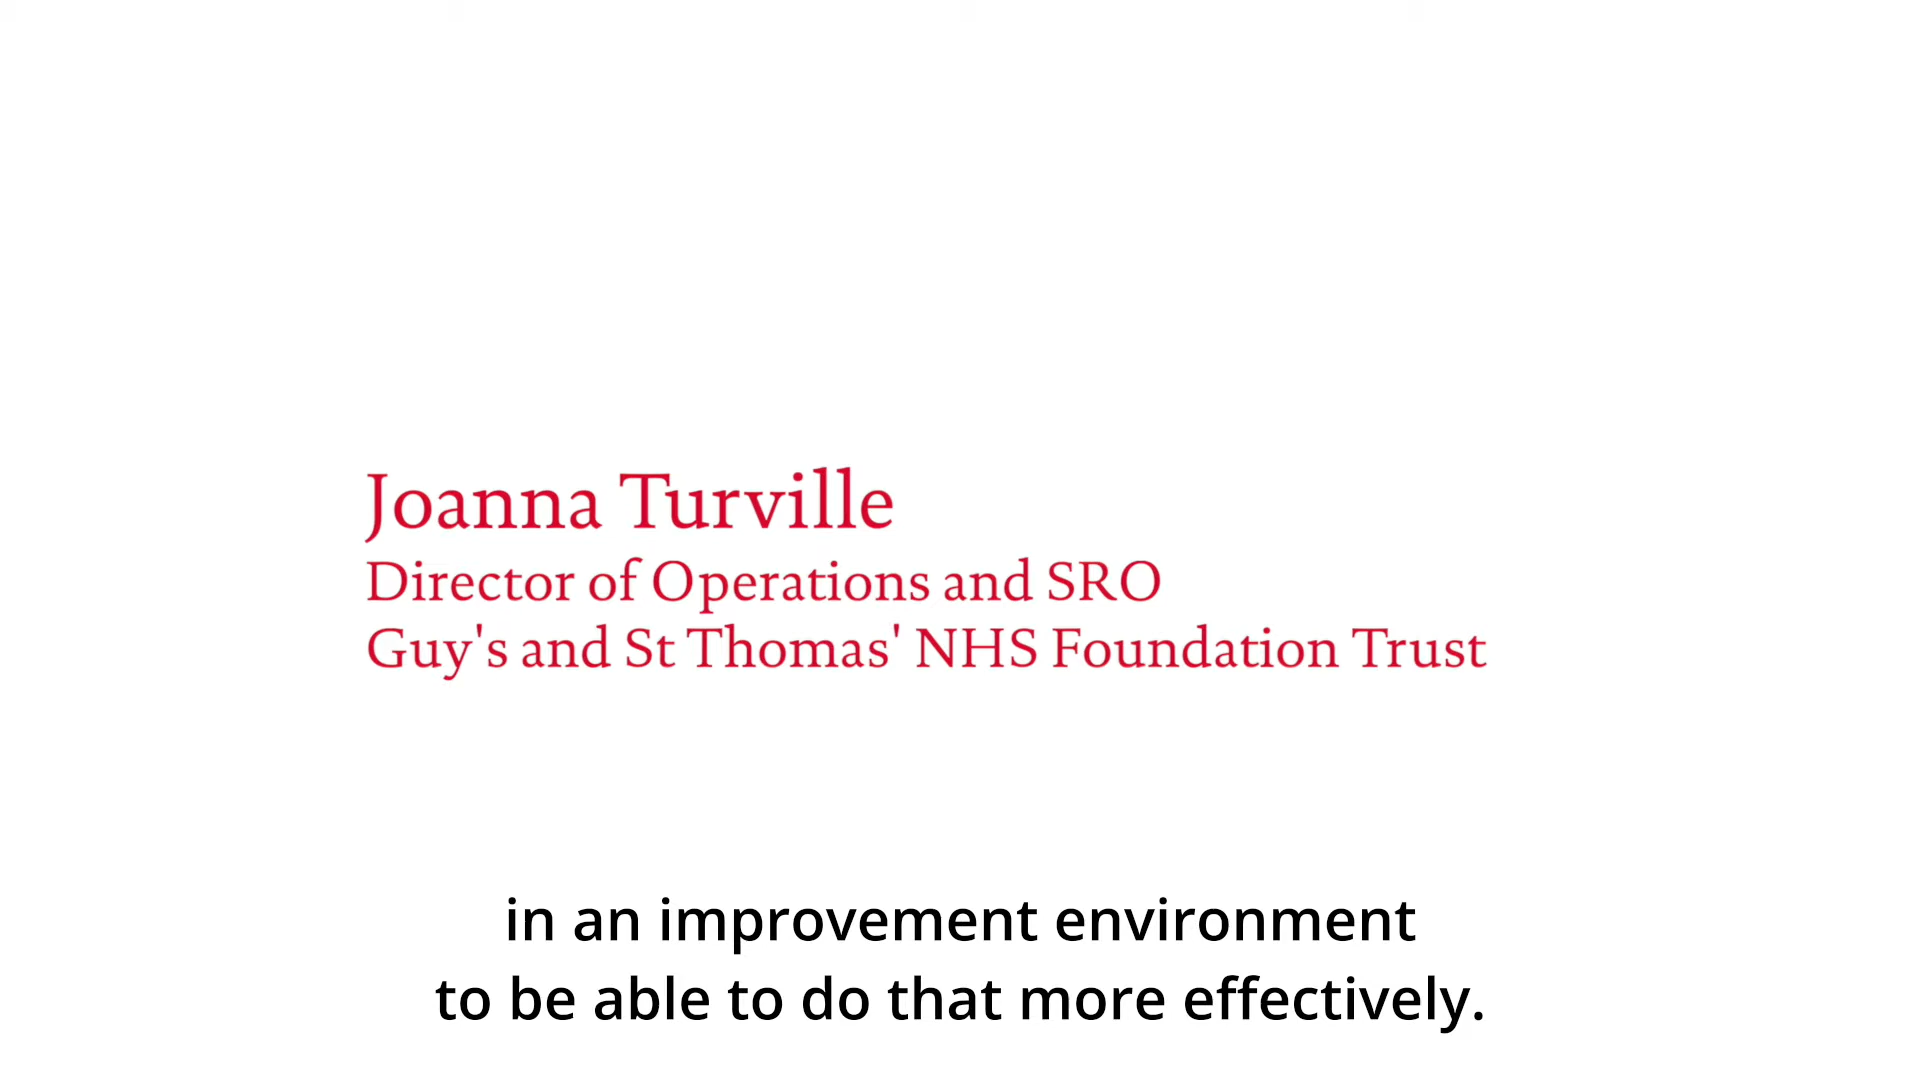 Joanna Turville
Director of Operations and SRO
Guy's and St Thomas' NHS Foundation Trust
in an improvement environment
to be able to do that more effectively.